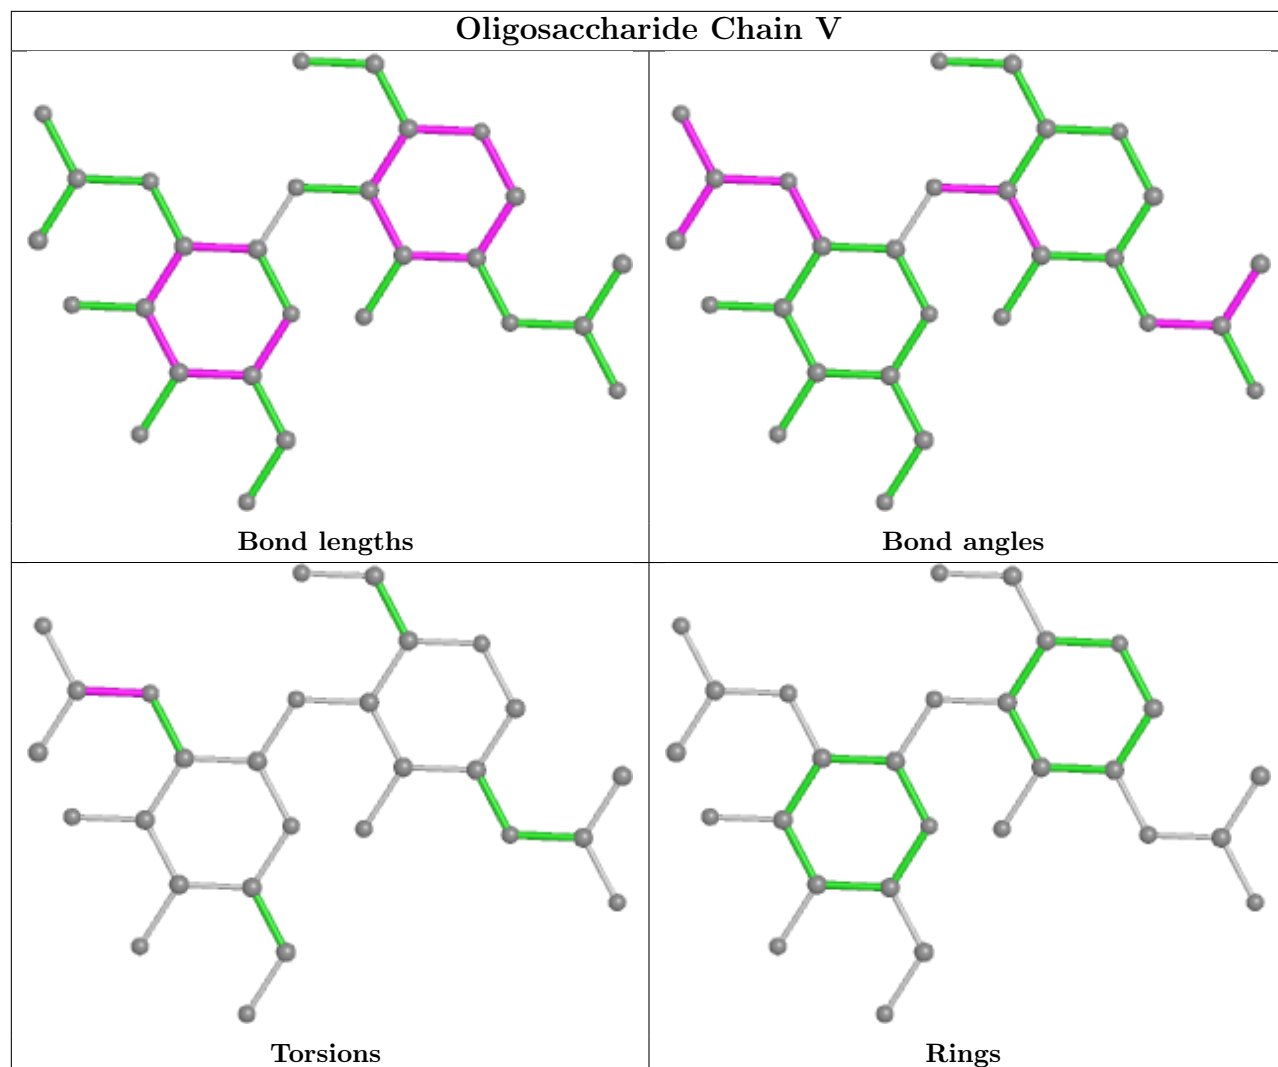 Oligosaccharide Chain V
Bond lengths
Bond angles
Torsions
Rings